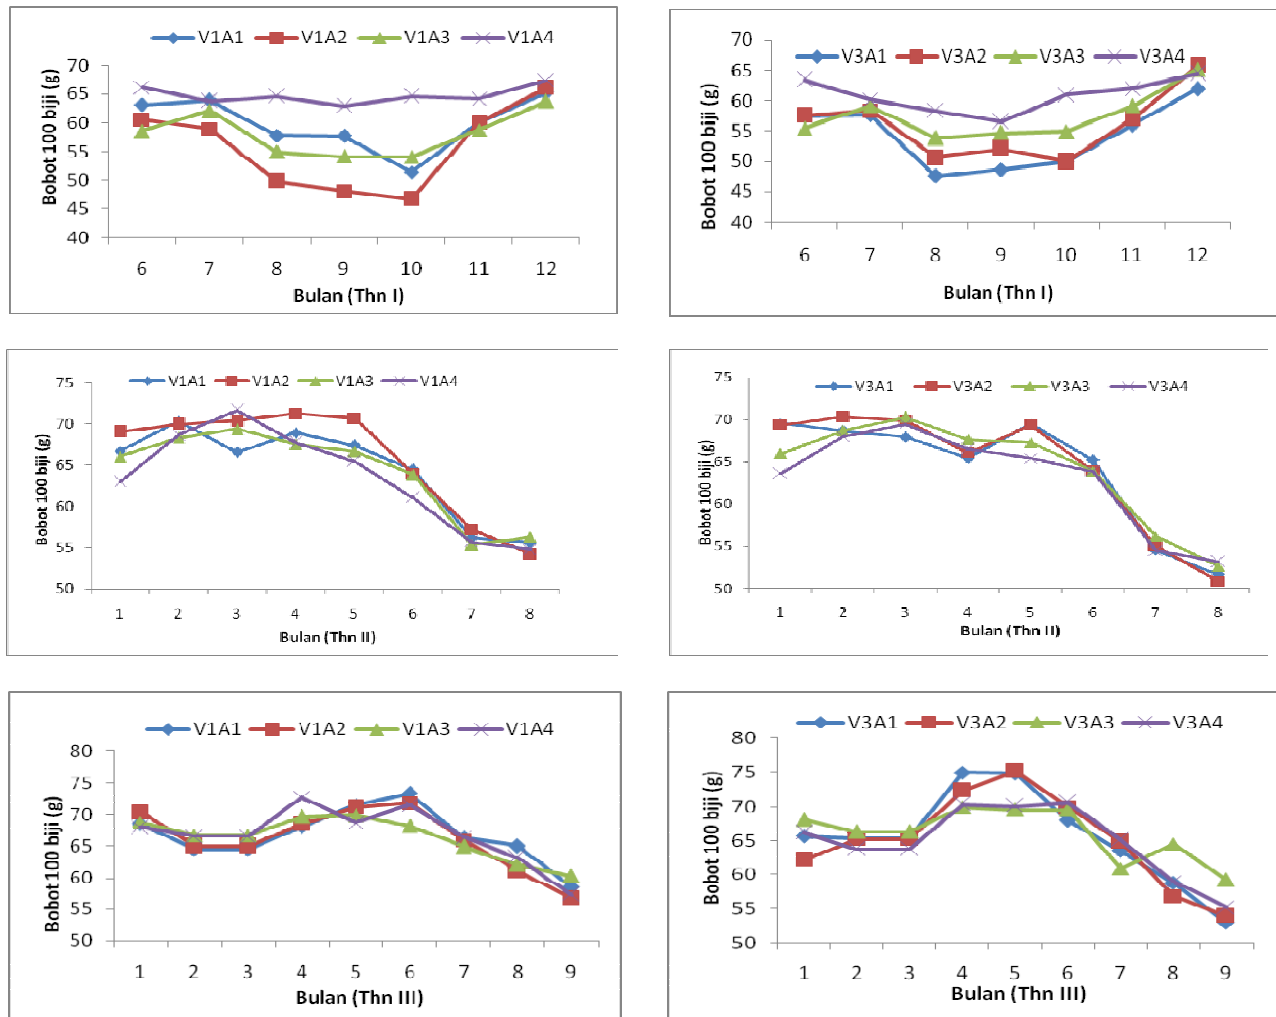 V1A1 V1A2 V1A3 V1A4
70
65
60
55
50
45
40
Bobot 100 biji (g)
6 7 8 9 10 11 12
Bulan (Thn I)
70
V3A1 V3A2 V3A3 V3A4
65
60
55
50
45
40
Bobot 100 biji (g)
6 7 8 9 10 11 12
Bulan (Thn I)
75
V1A1 V1A2 V1A3 V1A4
70
65
60
55
50
Bobot 100 biji (g)
1 2 3 4 5 6 7 8
Bulan (Thn II)
75
V3A1 V3A2 V3A3 V3A4
70
65
60
55
50
Bobot 100 biji (g)
1 2 3 4 5 6 7 8
Bulan (Thn II)
V1A1 V1A2 V1A3 V1A4
80
75
70
65
60
55
50
Bobot 100 biji (g)
1 2 3 4 5 6 7 8 9
Bulan (Thn III)
V3A1 V3A2 V3A3 V3A4
80
75
70
65
60
55
50
Bobot 100 biji (g)
1 2 3 4 5 6 7 8 9
Bulan (Thn III)